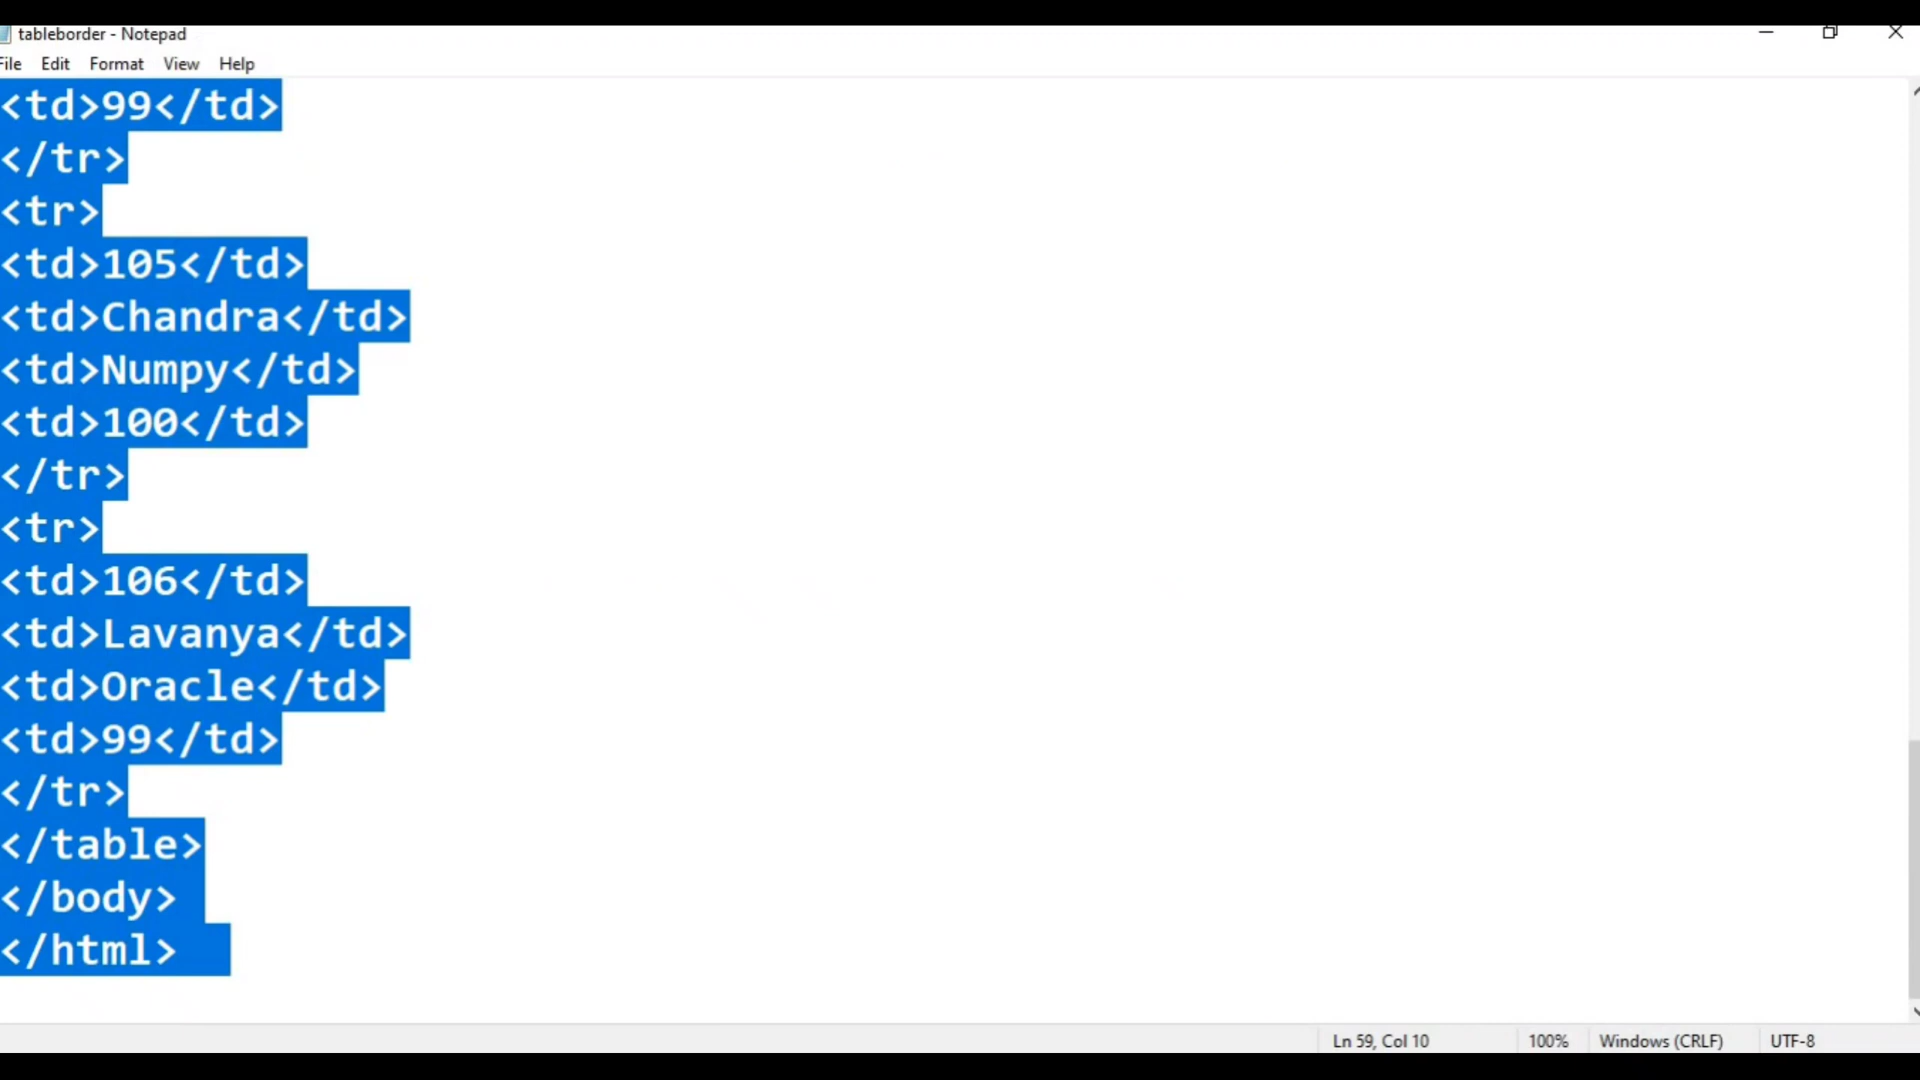 tableborder - Notepad
File Edit Format View Help
<td>99</td>
</tr>
<tr>
<td>105</td>
<td>Chandra</td>
<td>Numpy</td>
<td>100</td>
</tr>
<tr>
<td>106</td>
<td>Lavanya</td>
<td>Oracle</td>
<td>99</td>
</tr>
</table>
</body>
</html>
Ln 59, Col 10 100% Windows (CRLF) UTF-8